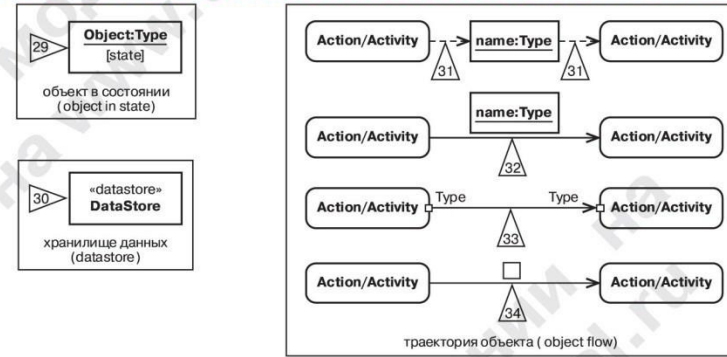 29
Object:Type
[state]
объект в состоянии
(object in state)
30
«datastore»
DataStore
хранилище данных
(datastore)
Action/Activity
name:Type
Action/Activity
31
31
name:Type
Action/Activity
Action/Activity
32
Action/Activity
Type
Type
Action/Activity
33
Action/Activity
Action/Activity
34
траектория объекта ( object flow)